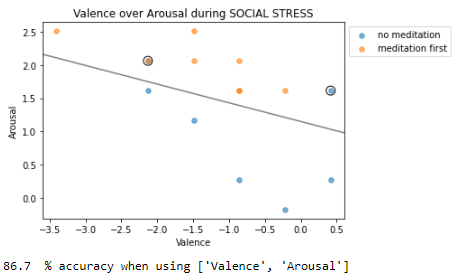 Valence over Arousal during SOCIAL STRESS
no meditation
meditation first
Arousal
2.5
2.0
1.5
1.0
0.5
0.0
−3.5 −3.0 −2.5 −2.0 −1.5 −1.0 −0.5 0.0 0.5
Valence
86.7 % accuracy when using ['Valence', 'Arousal']